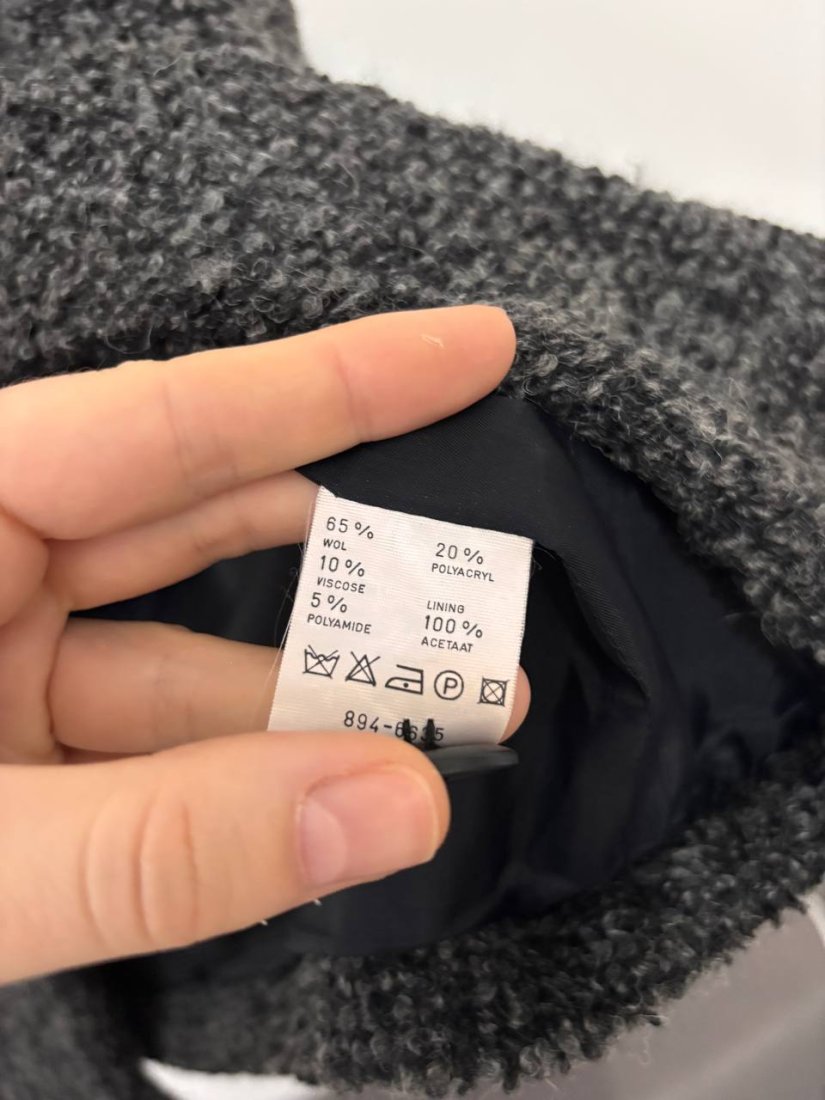 65 %
WOL
10 %
VISCOSE
5 %
POLYAMIDE
20 %
POLYACRYL
LINING
100 %
ACETAAT
P